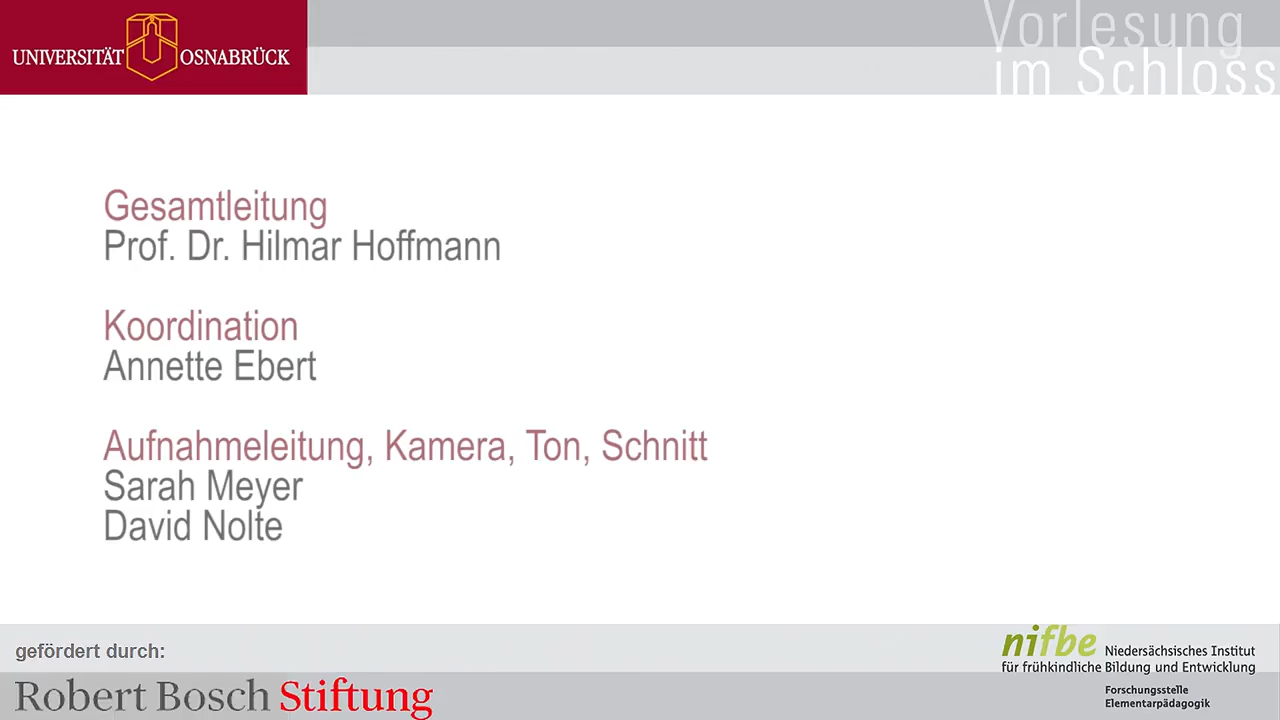 UNIVERSITÄT OSNABRÜCK
Vorlesung
im Schloss
Gesamtleitung
Prof. Dr. Hilmar Hoffmann
Koordination
Annette Ebert
Aufnahmeleitung, Kamera, Ton, Schnitt
Sarah Meyer
David Nolte
gefördert durch:
Robert Bosch Stiftung
nifbe Niedersächsisches Institut
für frühkindliche Bildung und Entwicklung
Forschungsstelle
Elementarpädagogik